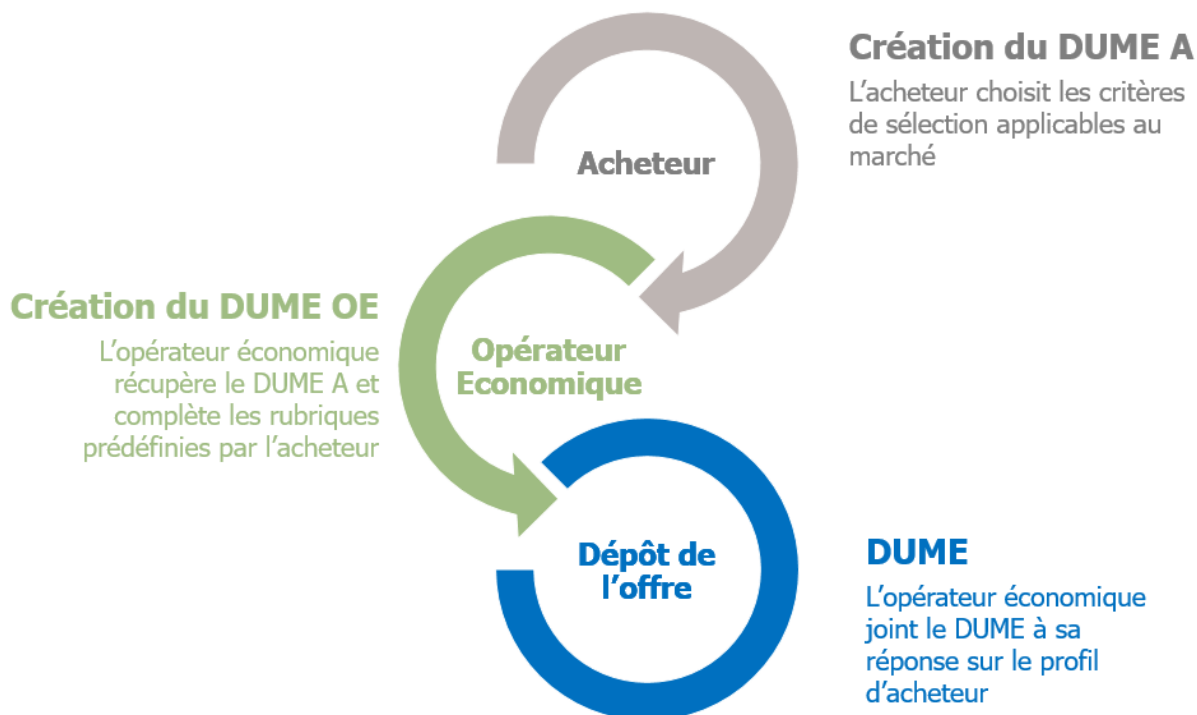 Création du DUME A
L'acheteur choisit les critères
de sélection applicables au
marché
Acheteur
Création du DUME OE
L'opérateur économique
récupère le DUME A et
complète les rubriques
prédéfinies par l'acheteur
Opérateur
Economique
Dépôt de
l'offre
DUME
L'opérateur économique
joint le DUME à sa
réponse sur le profil
d'acheteur